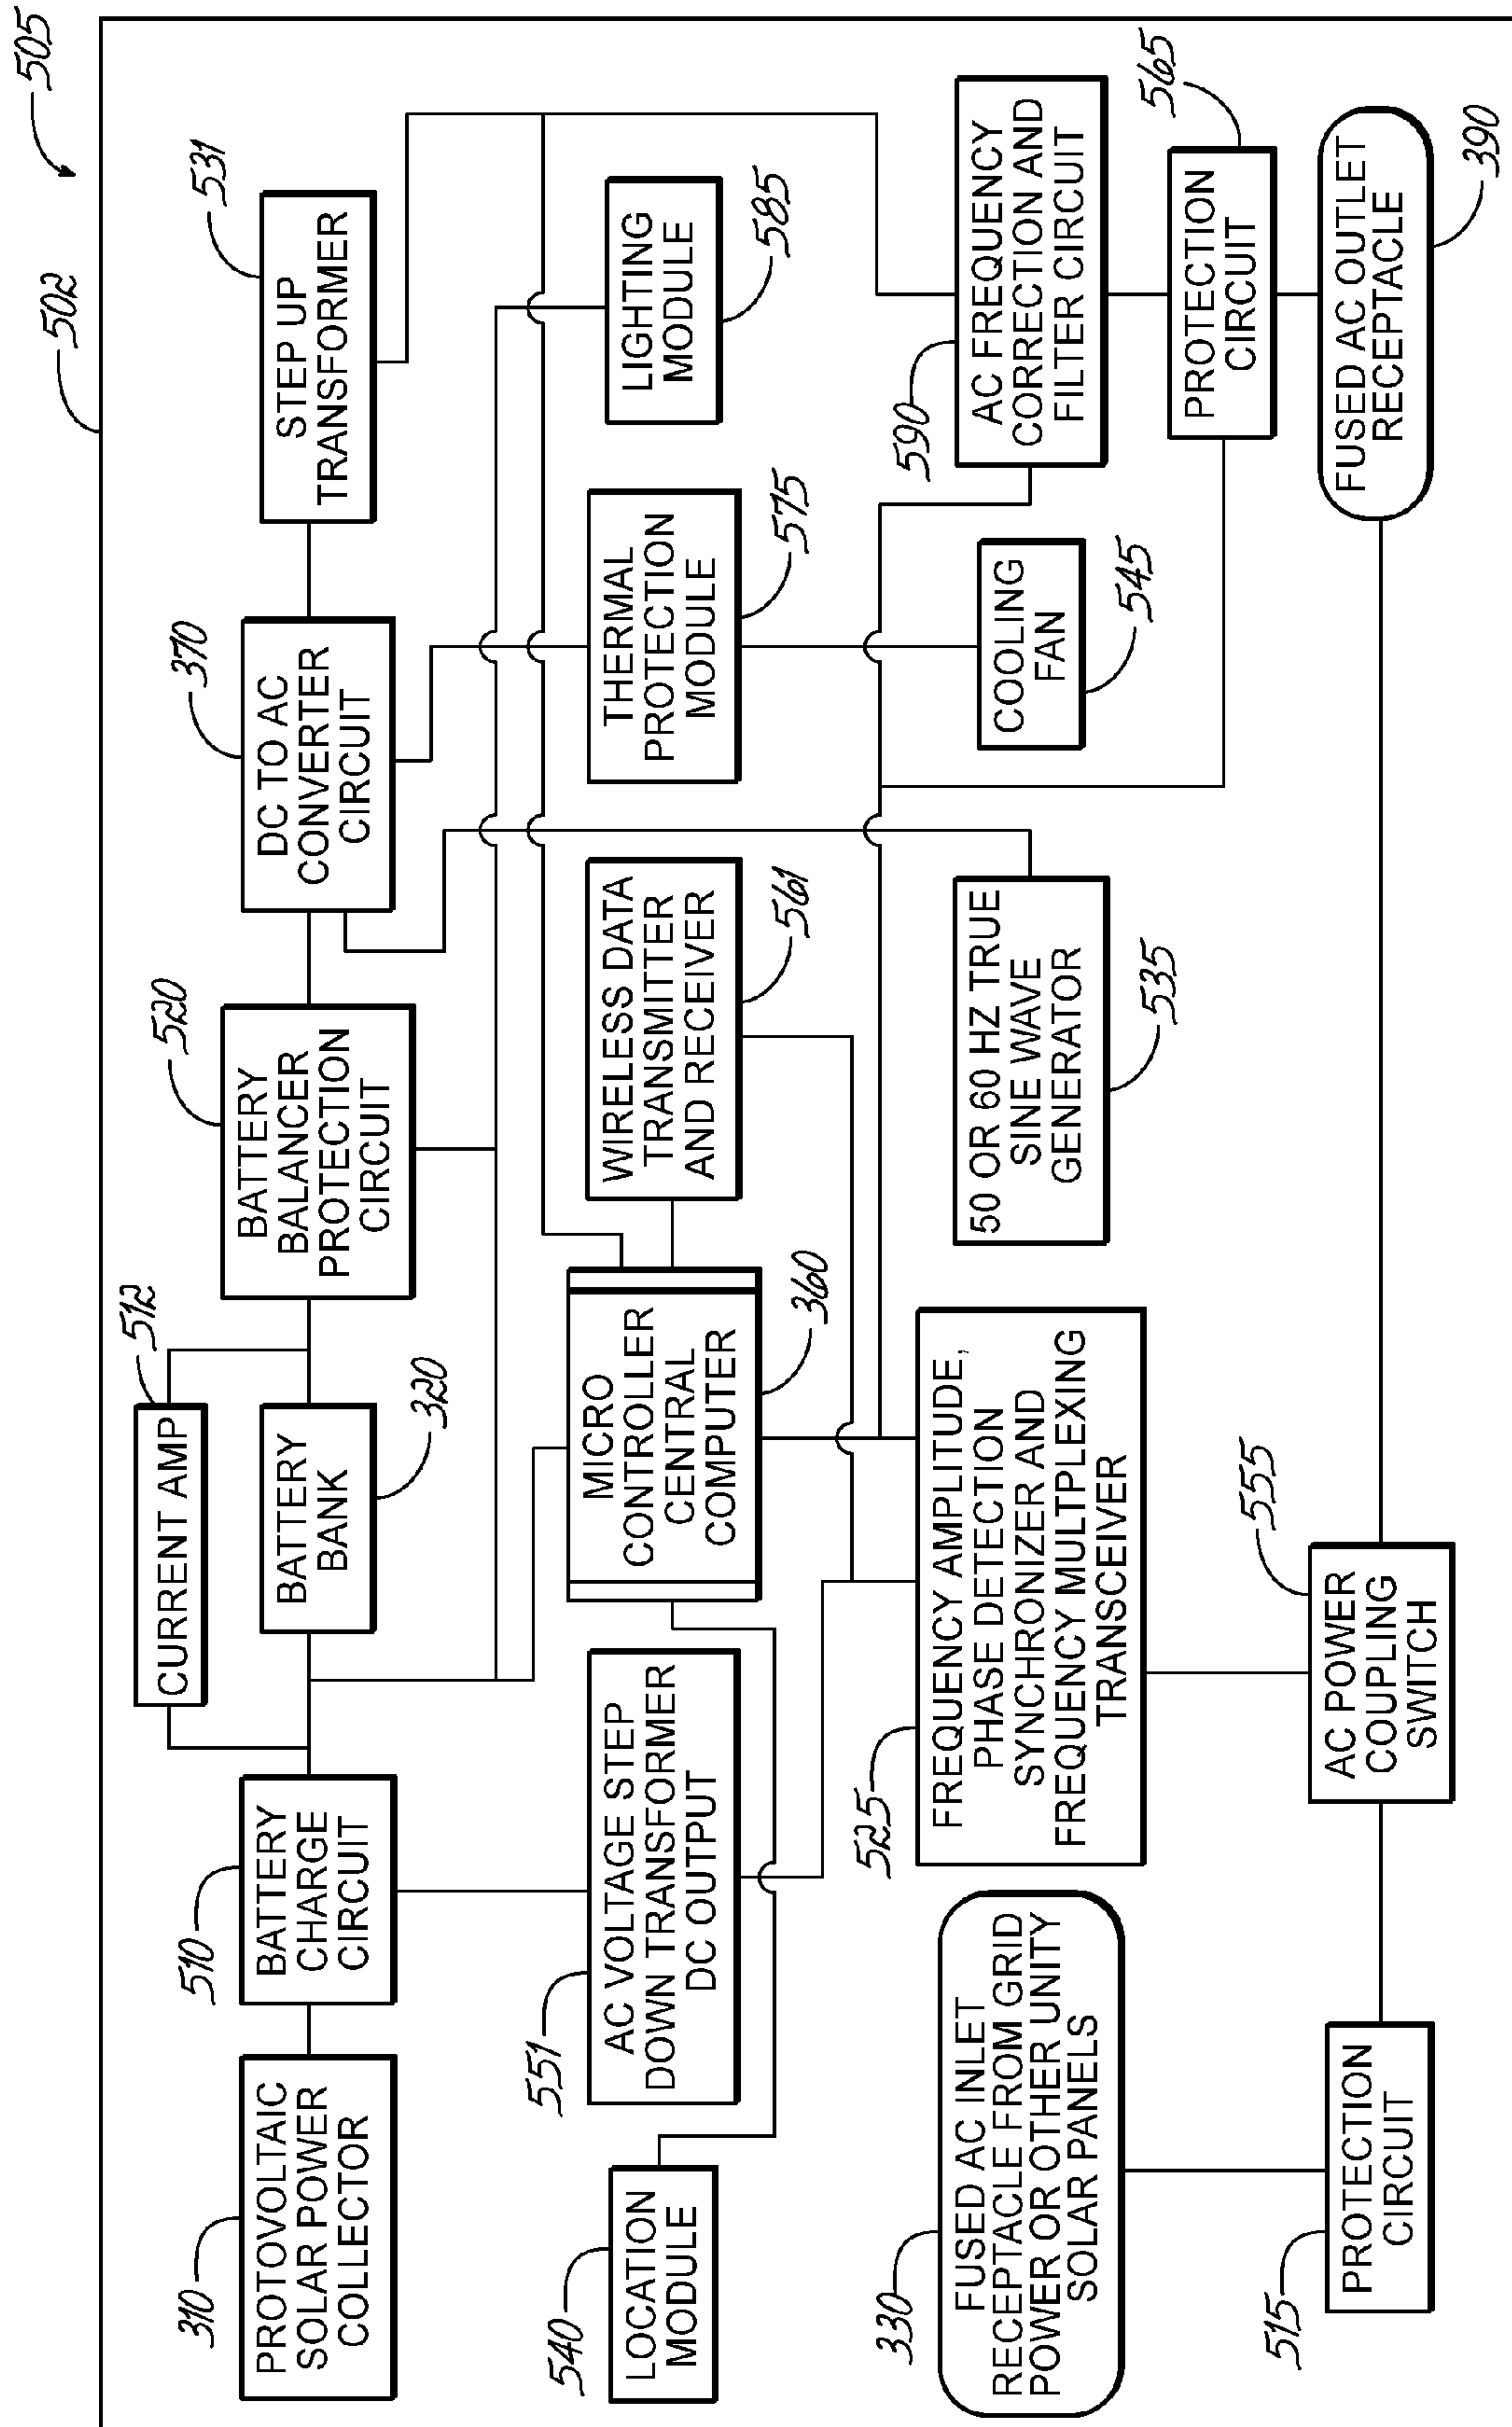 505
502
310
PROTOVOLTAIC
SOLAR POWER
COLLECTOR
510
BATTERY
CHARGE
CIRCUIT
CURRENT AMP
512
BATTERY
BANK
320
520
BATTERY
BALANCER
PROTECTION
CIRCUIT
370
DC TO AC
CONVERTER
CIRCUIT
531
STEP UP
TRANSFORMER
540
LOCATION
MODULE
551
AC VOLTAGE STEP
DOWN TRANSFORMER
DC OUTPUT
MICRO
CONTROLLER
CENTRAL
COMPUTER
360
WIRELESS DATA
TRANSMITTER
AND RECEIVER
561
THERMAL
PROTECTION
MODULE
575
LIGHTING
MODULE
585
330
FUSED AC INLET
RECEPTACLE FROM GRID
POWER OR OTHER UNITY
SOLAR PANELS
525
FREQUENCY AMPLITUDE,
PHASE DETECTION
SYNCHRONIZER AND
FREQUENCY MULTPLEXING
TRANSCEIVER
50 OR 60 HZ TRUE
SINE WAVE
GENERATOR
535
COOLING
FAN
545
590
AC FREQUENCY
CORRECTION AND
FILTER CIRCUIT
515
PROTECTION
CIRCUIT
555
AC POWER
COUPLING
SWITCH
PROTECTION
CIRCUIT
565
FUSED AC OUTLET
RECEPTACLE
390